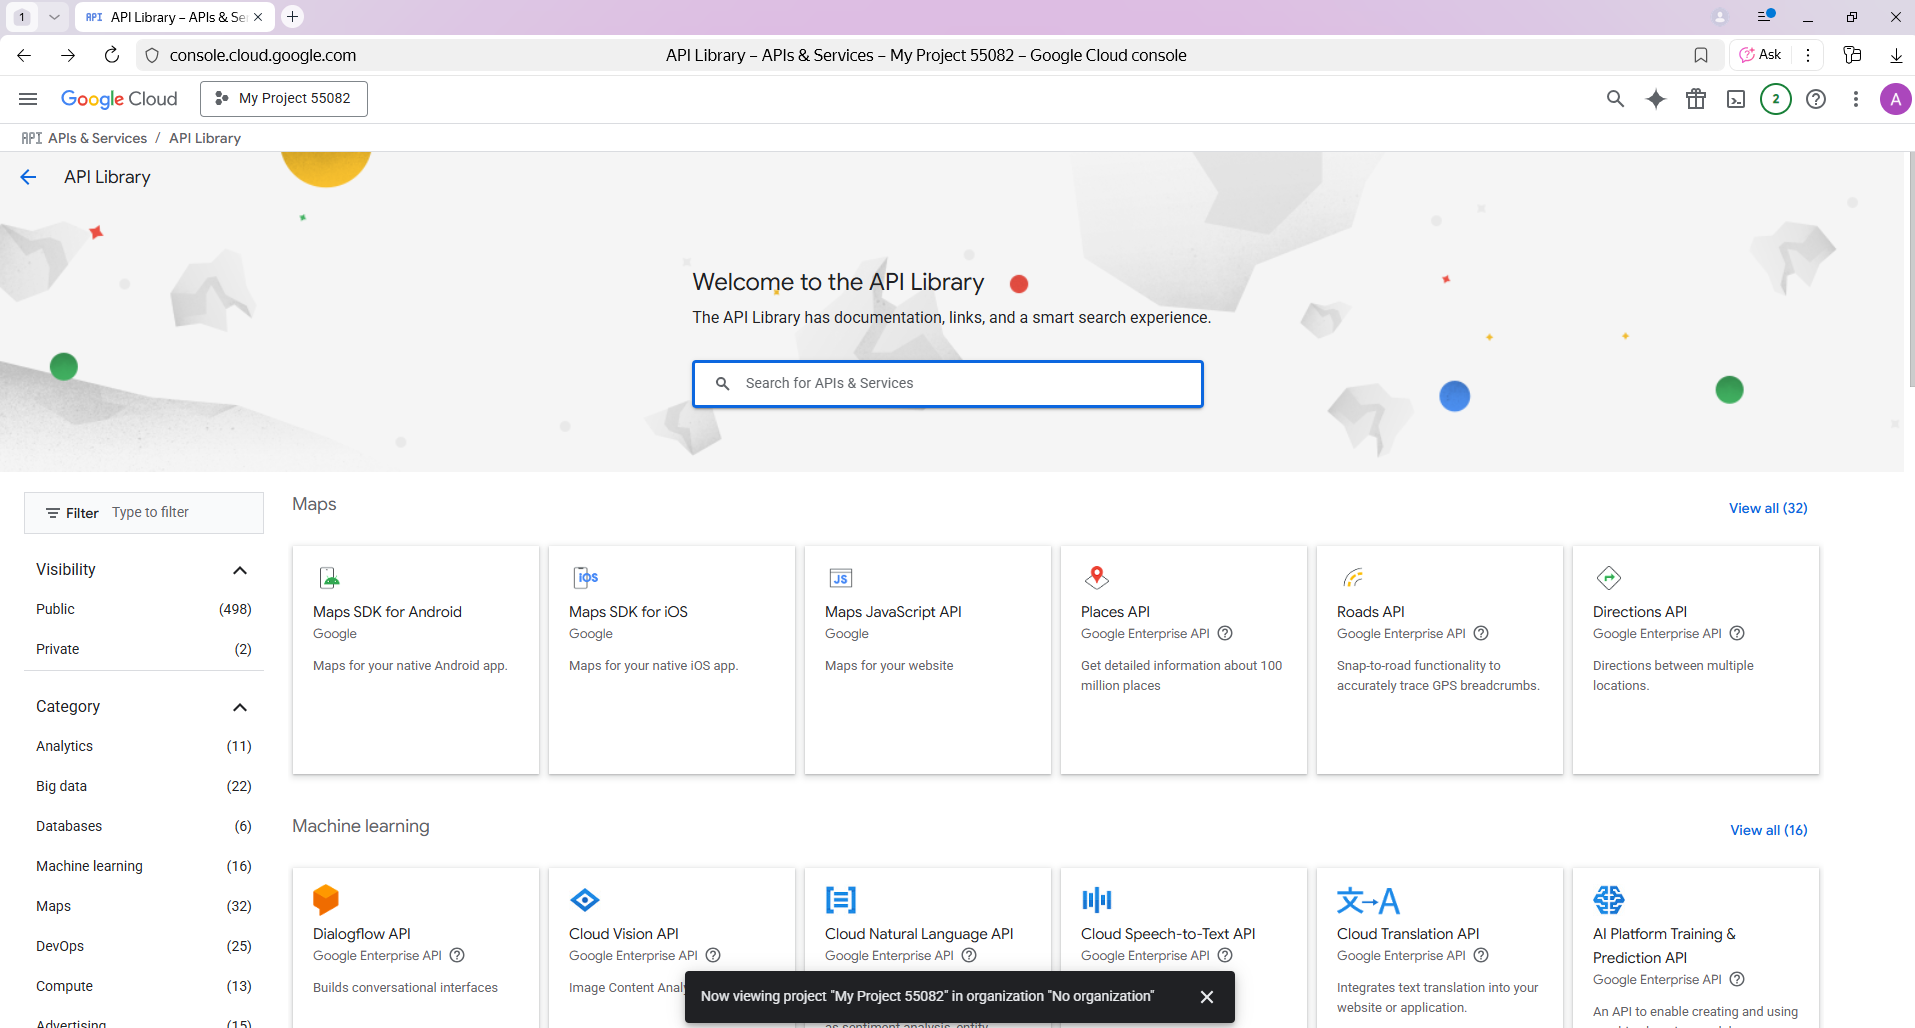 1
API API Library – APIs & Se
console.cloud.google.com
API Library – APIs & Services – My Project 55082 – Google Cloud console
Ask
Google Cloud
My Project 55082
2
A
API APIs & Services / API Library
API Library
Welcome to the API Library
The API Library has documentation, links, and a smart search experience.
Search for APIs & Services
Filter Type to filter
Visibility
Public (498)
Private (2)
Category
Analytics (11)
Big data (22)
Databases (6)
Machine learning (16)
Maps (32)
DevOps (25)
Compute (13)
Advertising (15)
Maps
View all (32)
Maps SDK for Android
Google
Maps for your native Android app.
iOS
Maps SDK for iOS
Google
Maps for your native iOS app.
JS
Maps JavaScript API
Google
Maps for your website
Places API
Google Enterprise API
Get detailed information about 100
million places
Roads API
Google Enterprise API
Snap-to-road functionality to
accurately trace GPS breadcrumbs.
Directions API
Google Enterprise API
Directions between multiple
locations.
Machine learning
View all (16)
Dialogflow API
Google Enterprise API
Builds conversational interfaces
Cloud Vision API
Google Enterprise API
Image Content Analy
Cloud Natural Language API
Google Enterprise API
as sentiment analysis, entity
Cloud Speech-to-Text API
Google Enterprise API
文→A
Cloud Translation API
Google Enterprise API
Integrates text translation into your
website or application.
AI Platform Training &
Prediction API
Google Enterprise API
An API to enable creating and using
Now viewing project "My Project 55082" in organization "No organization"